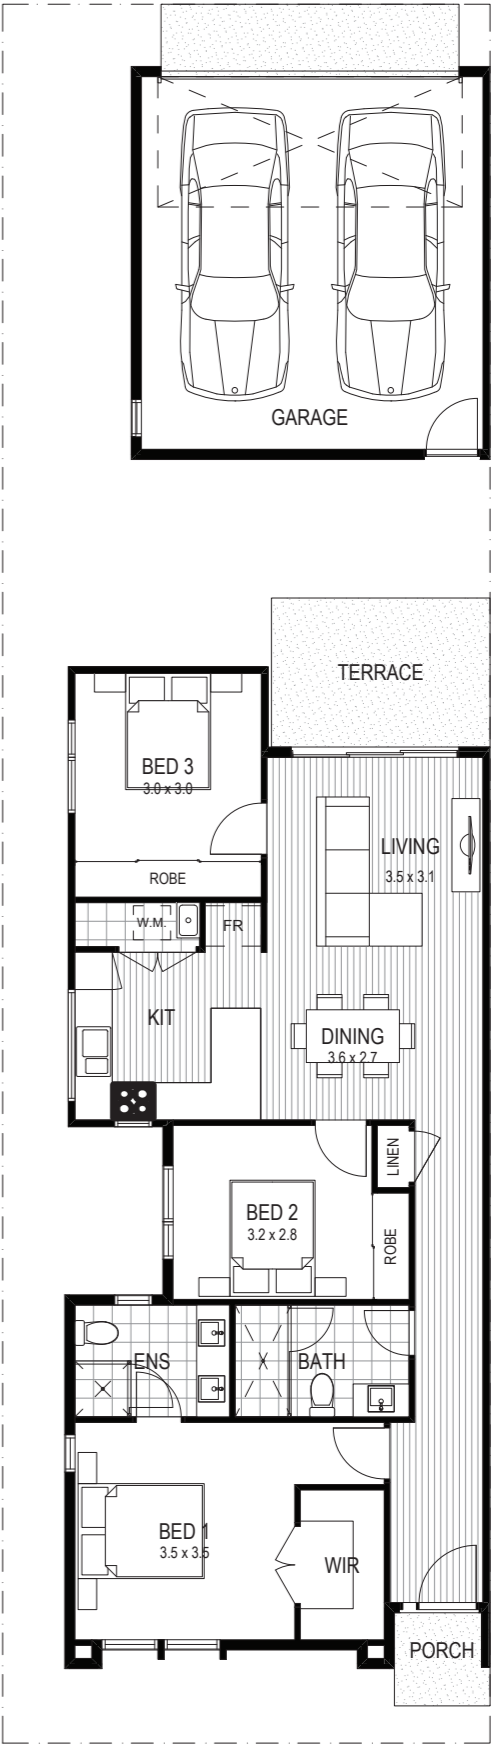 GARAGE
TERRACE
BED 3
3.0 x 3.0
LIVING
3.5 x 3.1
ROBE
W.M.
FR
KIT
DINING
3.6 x 2.7
LINEN
BED 2
3.2 x 2.8
ROBE
ENS
BATH
BED 1
3.5 x 3.5
WIR
PORCH